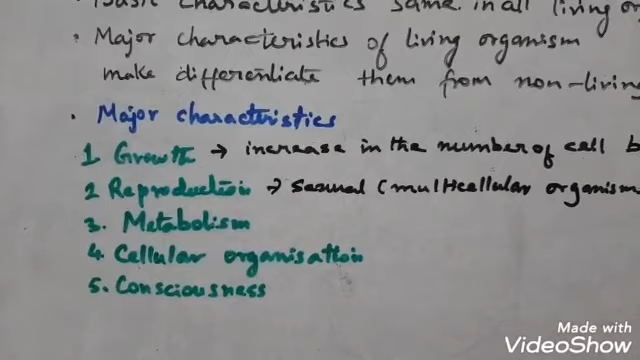 Basic characteristics same in all living or
• Major characteristics of living organism
make differentiate them from non-living
• Major characteristics
1 Growth → increase in the number of cell b
2 Reproduction → Sexual (multicellular organism
3. Metabolism
4. Cellular organisation
5. Consciousness
Made with
VideoShow